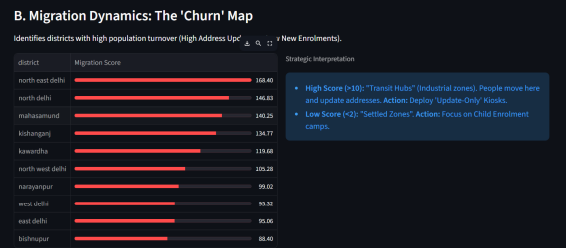 B. Migration Dynamics: The 'Churn' Map
Identifies districts with high population turnover (High Address New Enrolments).
district Migration Score
north east delhi 168.40
north delhi 146.83
mahasamund 140.25
kishanganj 134.77
kawardha 119.68
north west delhi 105.28
narayanpur 99.02
west delhi
east delhi 95.06
bishnupur 88.40
Strategic Interpretation
• High Score (>10): "Transit Hubs" (Industrial zones). People move here
and update addresses. Action: Deploy 'Update-Only' Kiosks.
• Low Score (<2): "Settled Zones". Action: Focus on Child Enrolment
camps.